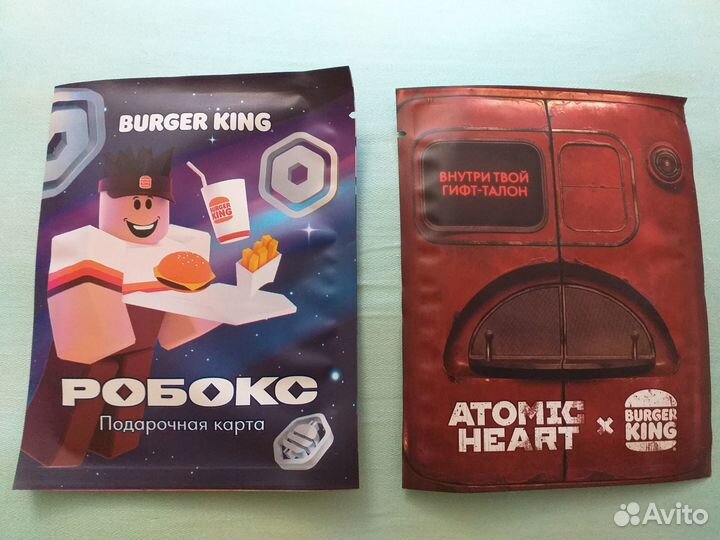 BURGER KING
BURGER
KING
РОБОКС
Подарочная карта
ВНУТРИ ТВОЙ
ГИФТ-ТАЛОН
ATOMIC
HEART
×
BURGER
KING
Avito